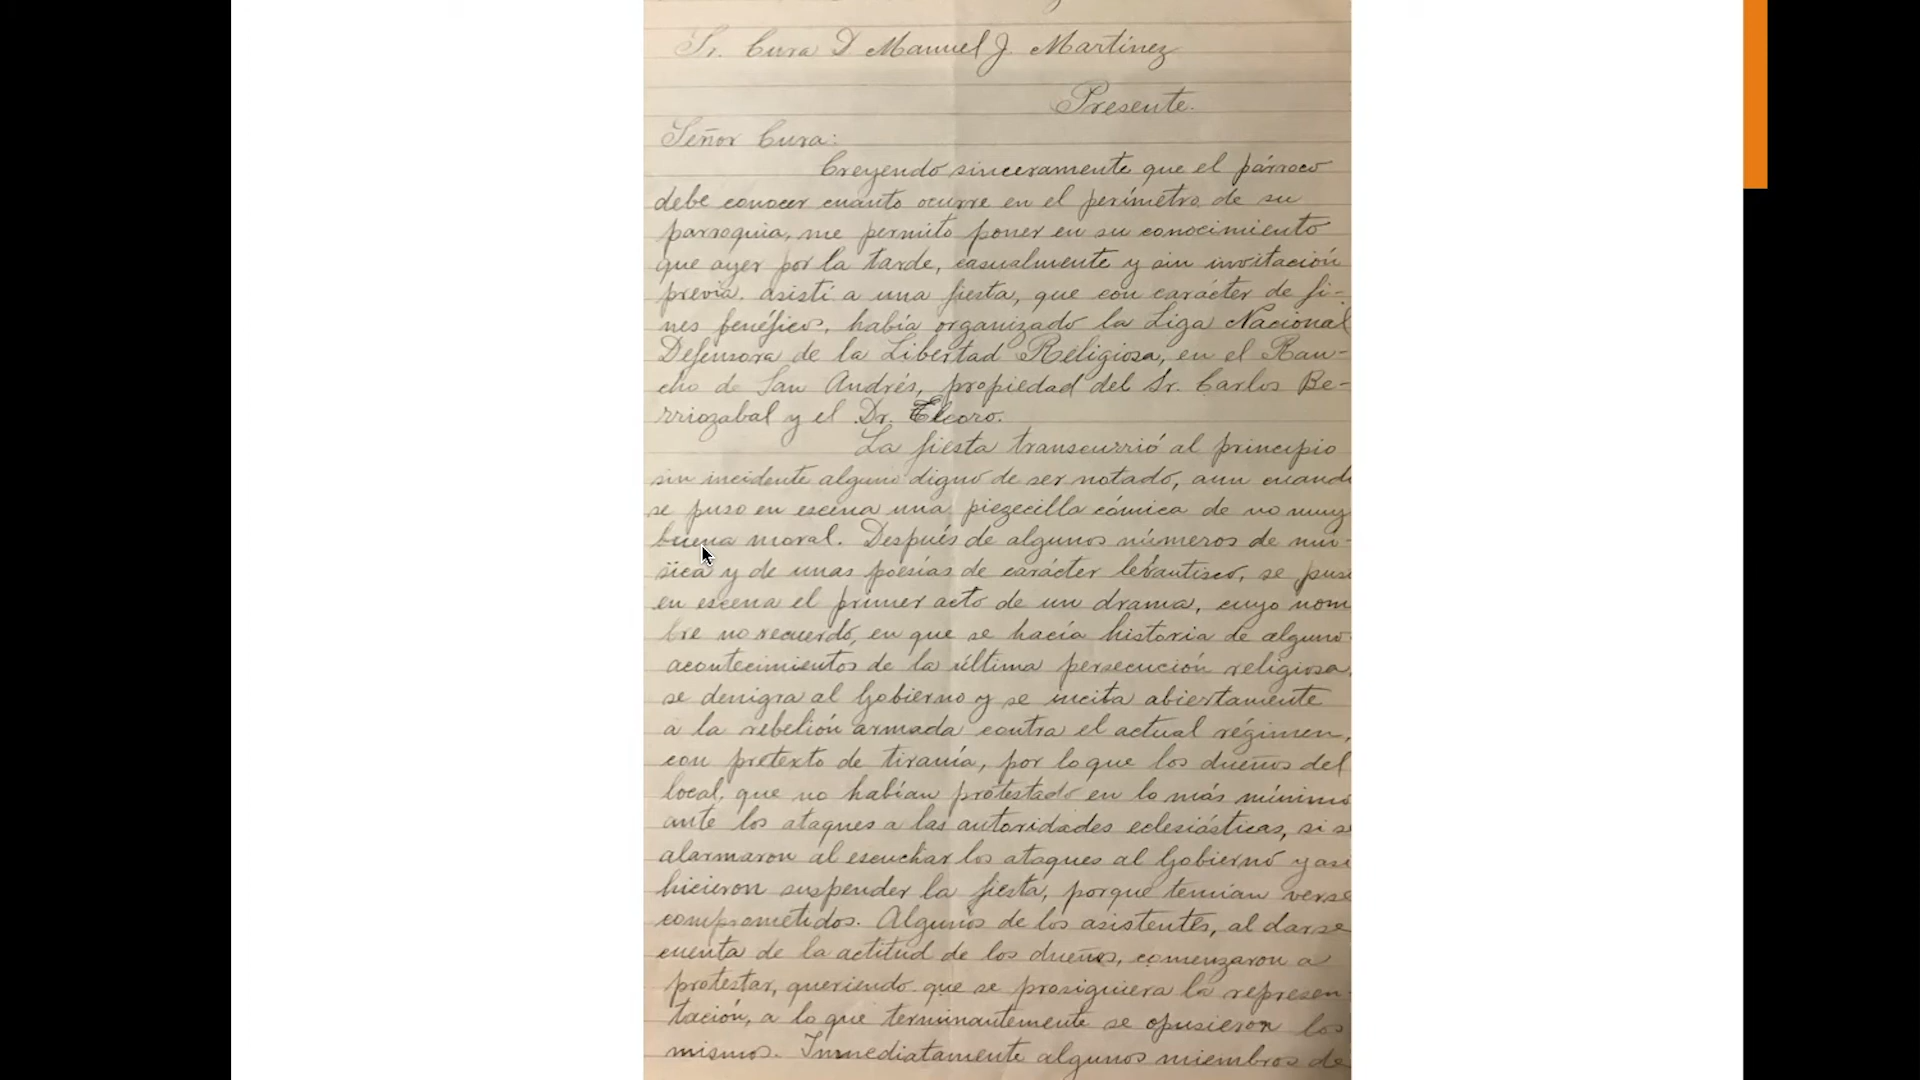 Sr. Cura D Manuel J. Martínez
Presente.
Señor Cura:
Creyendo sinceramente que el párroco
debe conocer cuanto ocurre en el perímetro de su
parroquia, me permito poner en su conocimiento
que ayer por la tarde, casualmente y sin invitación
previa. asistí a una fiesta, que con carácter de fi-
nes benéficos, había organizado la Liga Nacional
Defensora de la Libertad Religiosa, en el Ran-
cho de San Andrés, propiedad del Sr. Carlos Be-
rriozabal y el Dr. Elcoro.
La fiesta transcurrió al principio
sin incidente alguno digno de ser notado, aun cuand
se puso en escena una piezecilla cómica de no muy
buena moral. Después de algunos números de mú-
sica y de unas poesías de carácter levantisco, se puso
en escena el primer acto de un drama, cuyo nom
bre no recuerdo, en que se hacía historia de alguno
acontecimientos de la última persecución religiosa,
se denigra al Gobierno y se incita abiertamente
a la rebelión armada contra el actual régimen,
con pretexto de tiranía, por lo que los dueños del
local, que no habían protestado en lo más mínimo
ante los ataques a las autoridades eclesiásticas, si s
alarmaron al escuchar los ataques al Gobierno y asi
hicieron suspender la fiesta, porque temían verse
comprometidos. Algunos de los asistentes, al darse
cuenta de la actitud de los dueños, comenzaron a
protestar, queriendo que se prosiguiera la represen-
tación, a lo que terminantemente se opusieron los
mismos. Inmediatamente algunos miembros de